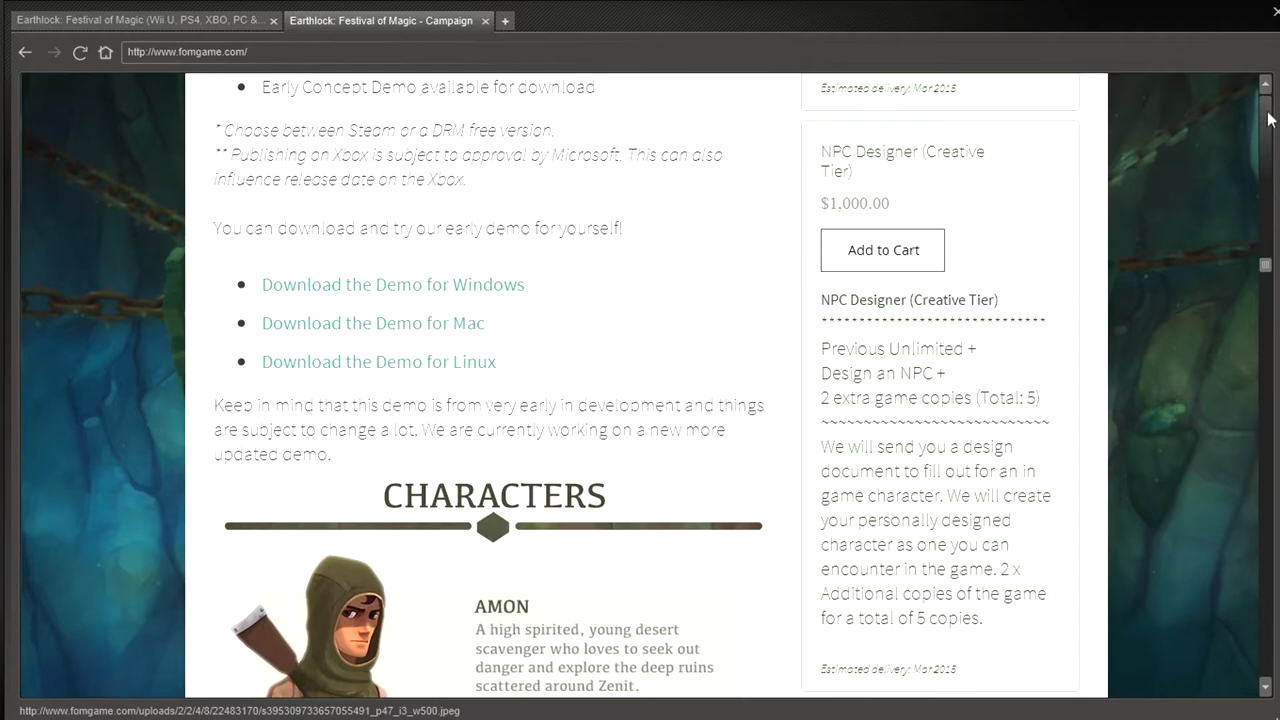 Earthlock: Festival of Magic (Wii U, PS4, XBO, PC &...
Earthlock: Festival of Magic - Campaign
http://www.fomgame.com/
Early Concept Demo available for download
* Choose between Steam or a DRM free version.
** Publishing on Xbox is subject to approval by Microsoft. This can also
influence release date on the Xbox.
You can download and try our early demo for yourself!
Download the Demo for Windows
Download the Demo for Mac
Download the Demo for Linux
Keep in mind that this demo is from very early in development and things
are subject to change a lot. We are currently working on a new more
updated demo.
CHARACTERS
AMON
A high spirited, young desert
scavenger who loves to seek out
danger and explore the deep ruins
scattered around Zenit.
Estimated delivery: Mar 2015
NPC Designer (Creative
Tier)
$1,000.00
Add to Cart
NPC Designer (Creative Tier)
Previous Unlimited +
Design an NPC +
2 extra game copies (Total: 5)
~~~~~~~~~~~~~~~~~~~~~~~~~~~
We will send you a design
document to fill out for an in
game character. We will create
your personally designed
character as one you can
encounter in the game. 2 x
Additional copies of the game
for a total of 5 copies.
Estimated delivery: Mar 2015
http://www.fomgame.com/uploads/2/2/4/8/22483170/s395309733657055491_p47_i3_w500.jpeg